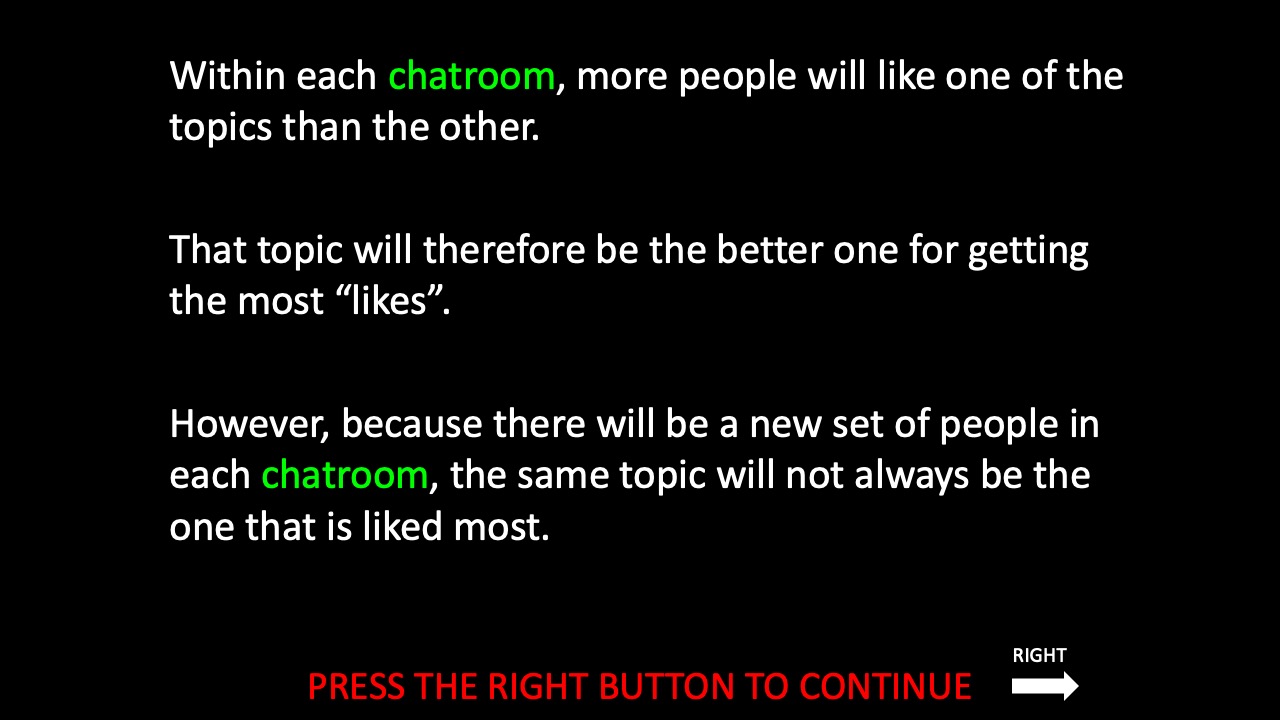 Within each chatroom, more people will like one of the
topics than the other.
That topic will therefore be the better one for getting
the most “likes”.
However, because there will be a new set of people in
each chatroom, the same topic will not always be the
one that is liked most.
RIGHT
PRESS THE RIGHT BUTTON TO CONTINUE